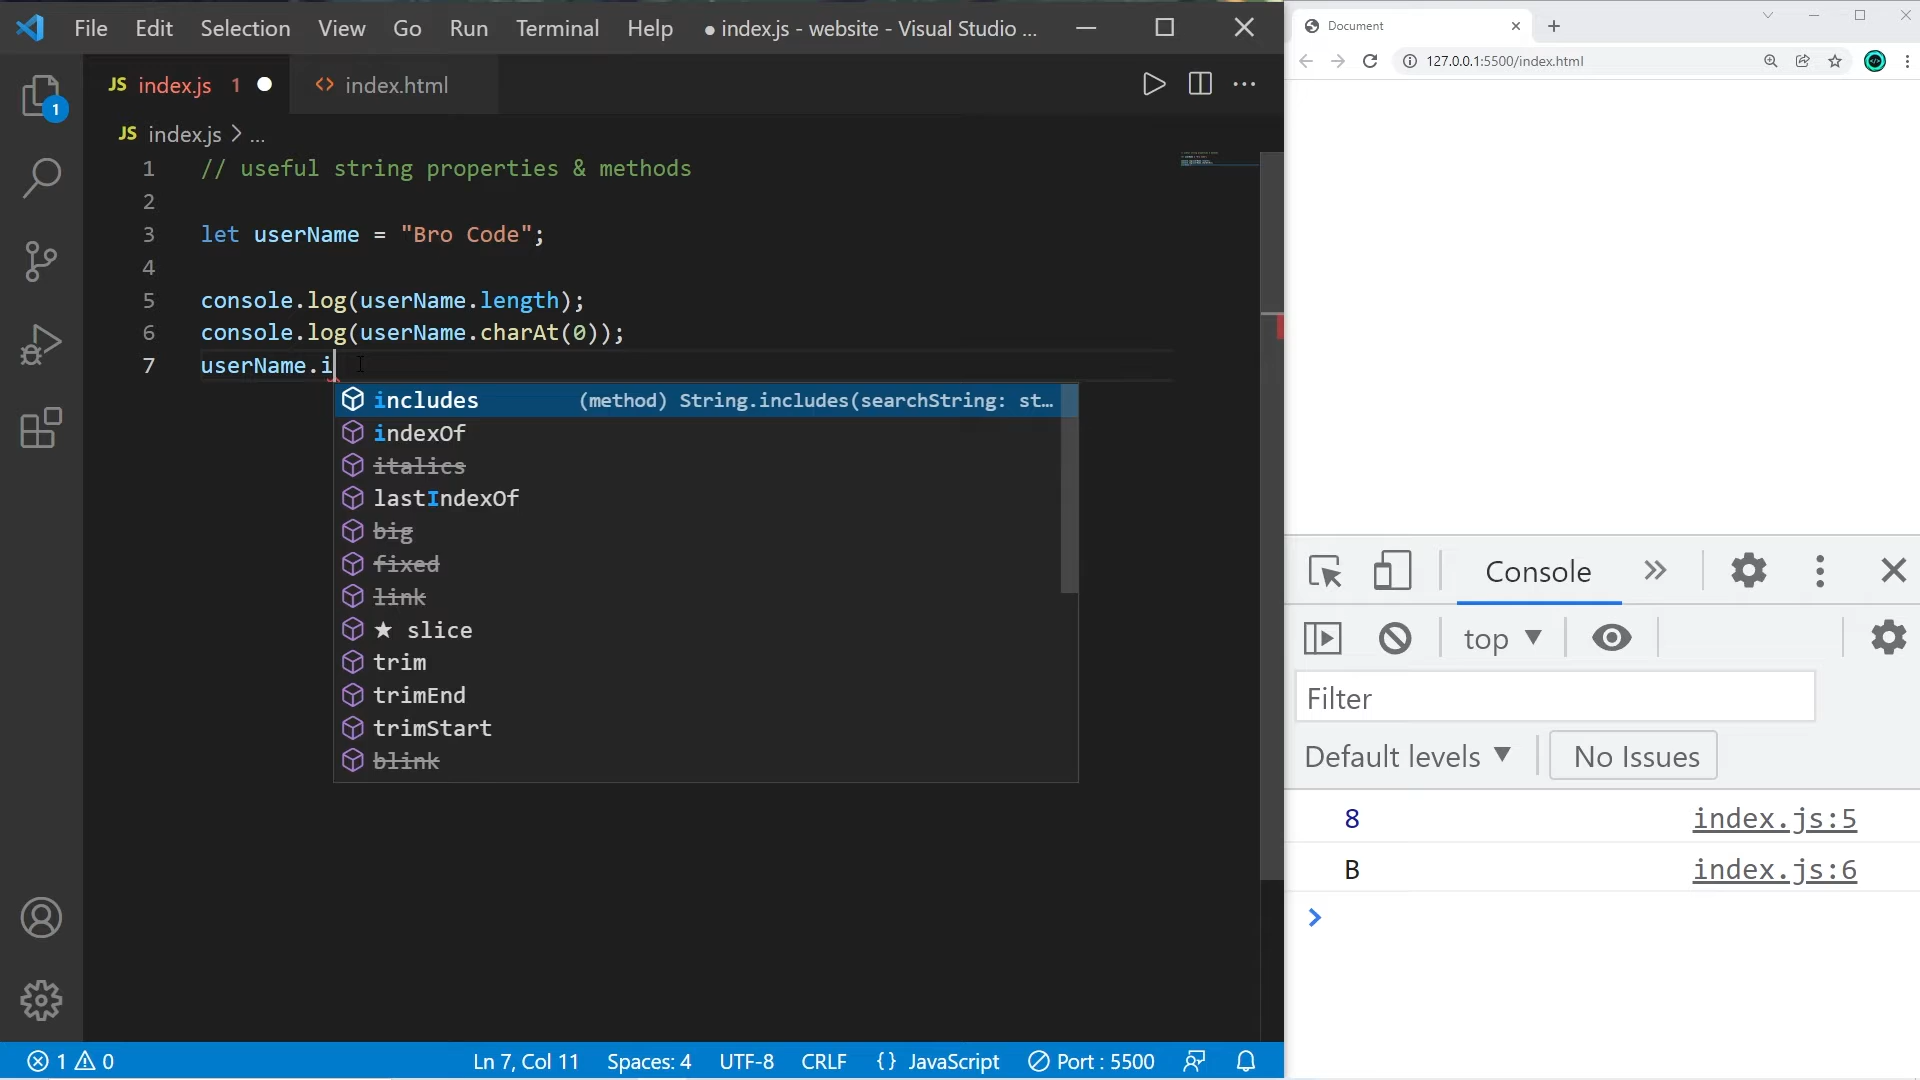 File Edit Selection View Go Run Terminal Help ● index.js - website - Visual Studio ...
JS index.js 1 ● <> index.html
JS index.js > ...
1 // useful string properties & methods
2
3 let userName = "Bro Code";
4
5 console.log(userName.length);
6 console.log(userName.charAt(0));
7 userName.i
includes (method) String.includes(searchString: st…
indexOf
italics
lastIndexOf
big
fixed
link
★ slice
trim
trimEnd
trimStart
blink
1
1 0 Ln 7, Col 11 Spaces: 4 UTF-8 CRLF {} JavaScript Port : 5500
Document
127.0.0.1:5500/index.html
Console
top
Filter
Default levels No Issues
8 index.js:5
B index.js:6